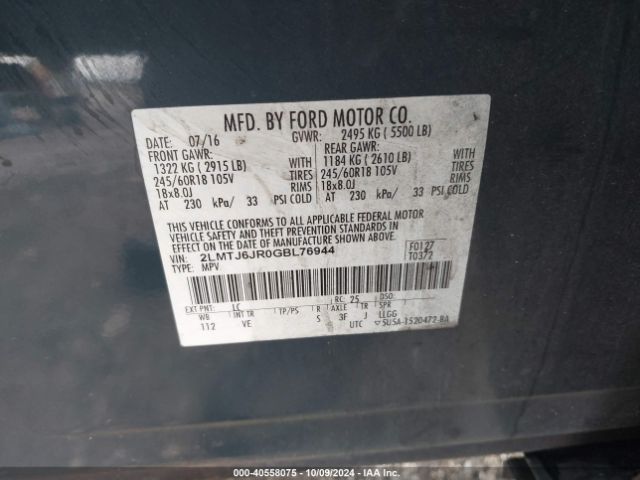 MFD. BY FORD MOTOR CO.
DATE: 07/16 GVWR: 2495 KG ( 5500 LB)
FRONT GAWR: REAR GAWR:
1322 KG ( 2915 LB) WITH 1184 KG ( 2610 LB) WITH
245/60R18 105V TIRES 245/60R18 105V TIRES
18x8.0J RIMS 18x8.0J RIMS
AT 230 kPa/ 33 PSI COLD AT 230 kPa/ 33 PSI COLD
THIS VEHICLE CONFORMS TO ALL APPLICABLE FEDERAL MOTOR
VEHICLE SAFETY AND THEFT PREVENTION STANDARDS IN EFFECT
ON THE DATE OF MANUFACTURE SHOWN ABOVE.
VIN: 2LMTJ6JR0GBL76944 F0127
TYPE: MPV T0372
EXT PNT: LC RC: 25 DSO:
WB INT TR TP/PS R AXLE TR SPR
112 VE S 3F J LLGG
UTC
000-40558075 - 10/09/2024 - IAA Inc.